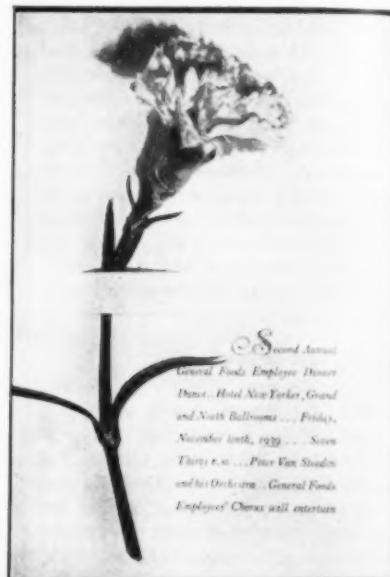 Second Annual
General Foods Employee Dinner
Dance.. Hotel New Yorker, Grand
and North Ballrooms ... Friday,
November tenth, 1939 .... Seven
Thirty P.M. ... Peter Van Steeden
and his Orchestra .. General Foods
Employees' Chorus will entertain